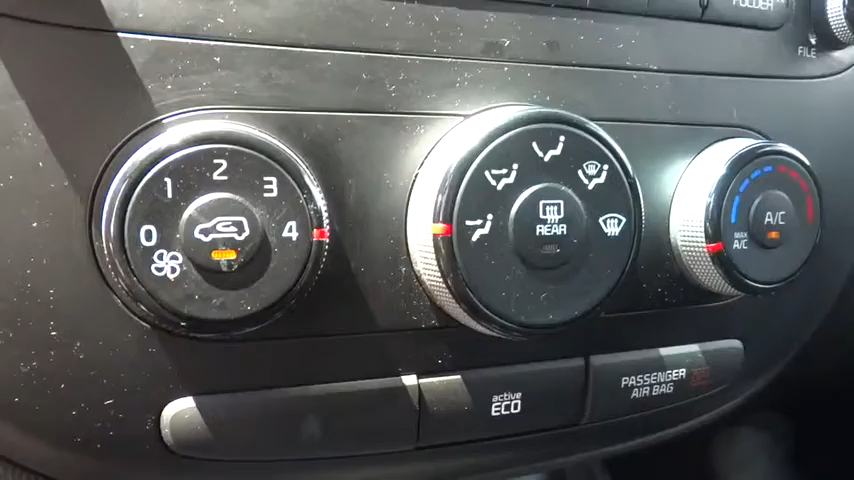 FOLDER
FILE
0
1
2
3
4
REAR
A/C
MAX
A/C
active
ECO
PASSENGER
AIR BAG